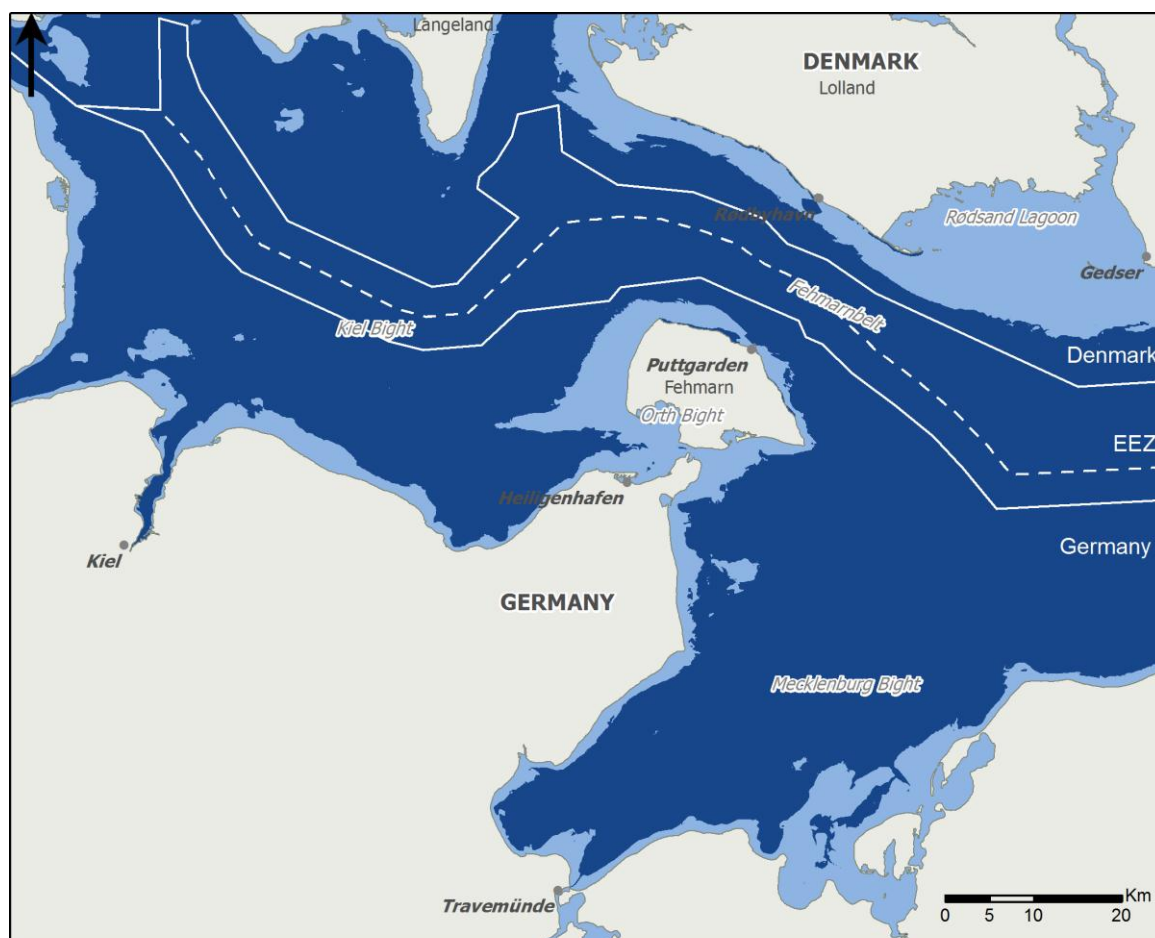 Langeland
DENMARK
Lolland
Rødbyhavn
Rødsand Lagoon
Gedser
Fehmarnbelt
Kiel Bight
Denmark
Puttgarden
Fehmarn
Orth Bight
EEZ
Heiligenhafen
Germany
Kiel
GERMANY
Mecklenburg Bight
Travemünde
Km
0 5 10 20